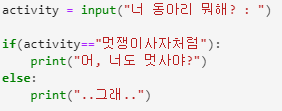 activity = input("너 동아리 뭐해? : ")
if(activity=="멋쟁이사자처럼"):
    print("어, 너도 멋사야?")
else:
    print("..그래..")